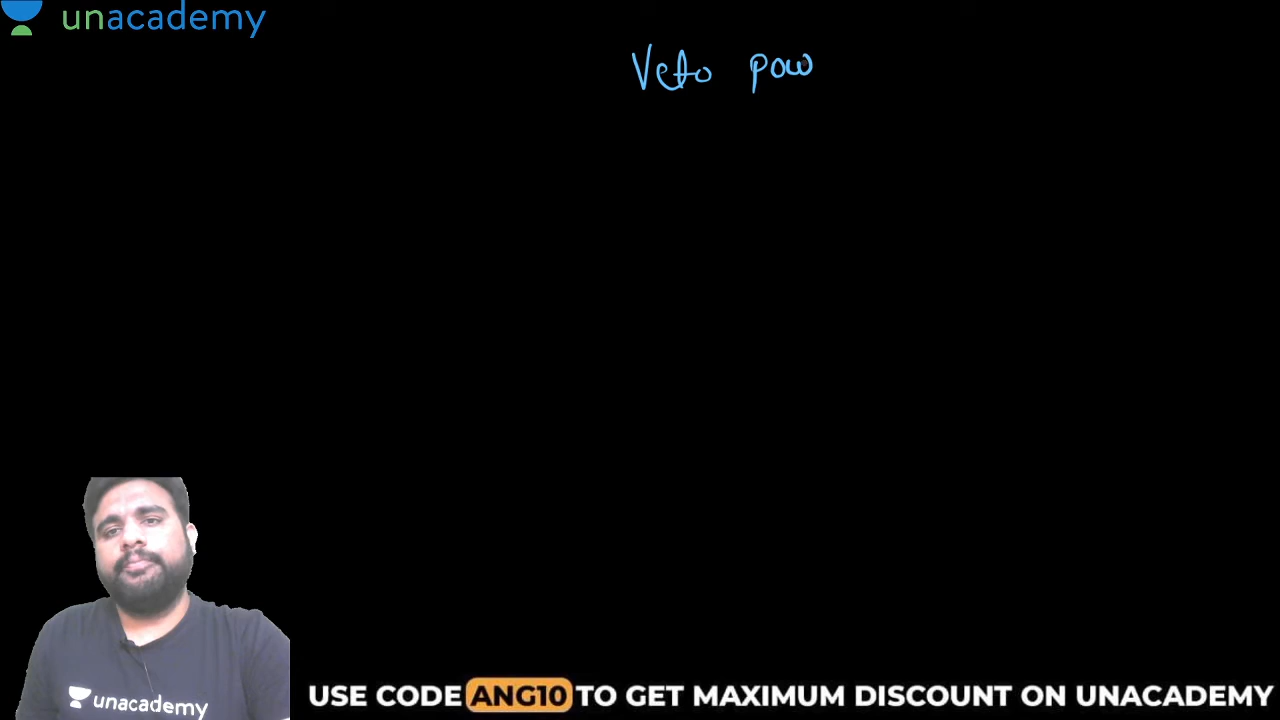 unacademy
Veto pow
unacademy
USE CODE ANG10 TO GET MAXIMUM DISCOUNT ON UNACADEMY